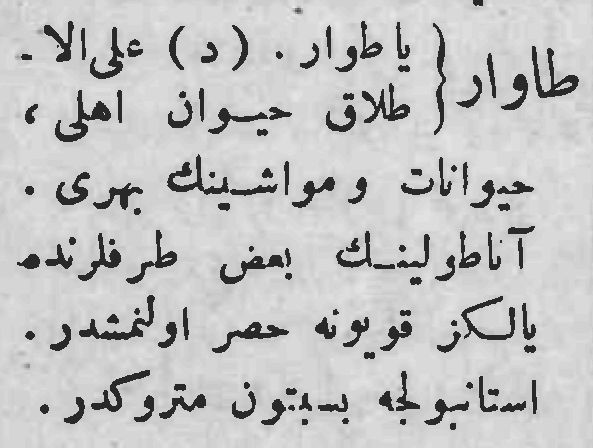 طاوار { یاطوار . ( د ) علی الا-
طلاق حیوان اهلی ،
حیوانات و مواشینك بهری .
آناطولینك بعض طرفلرنده
یالکز قویونه حصر اولنمشدر .
استانبولجه بسبتون متروکدر .